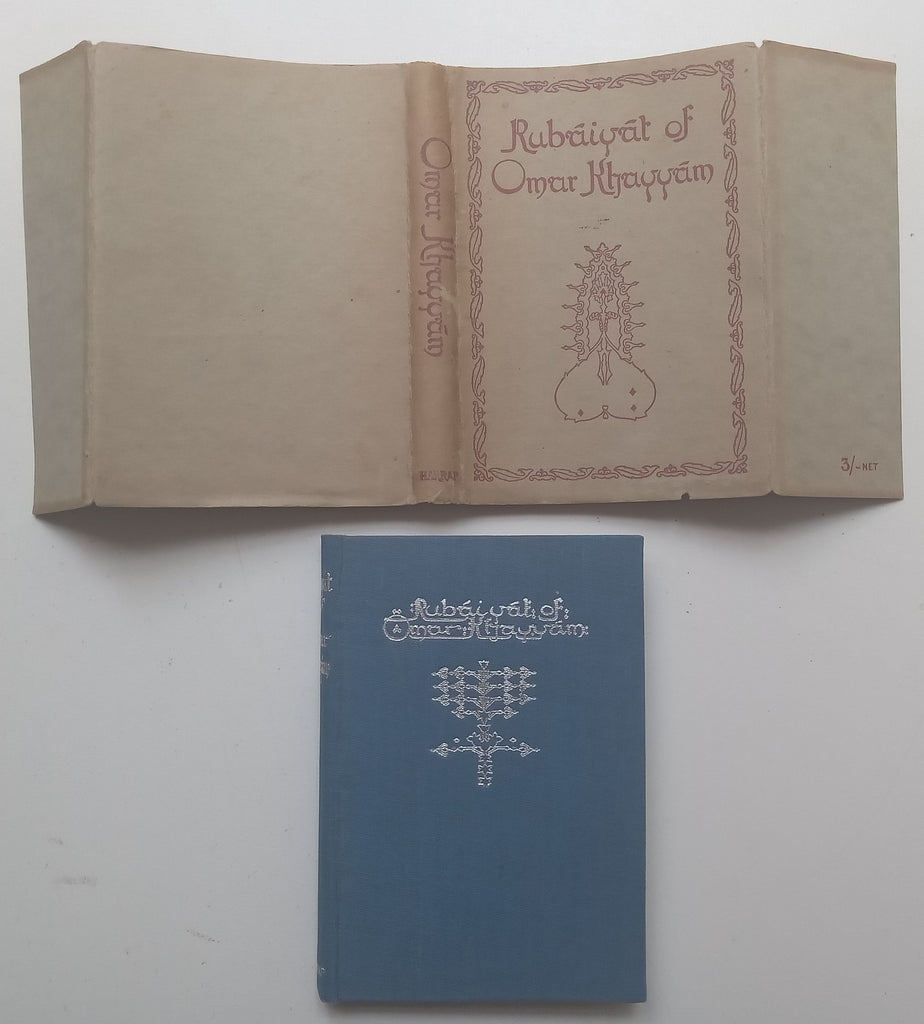 Rubáiyát of
Omar Khayyám
Omar Khayyám
HARRAP
3/-NET
Rubáiyát of
Omar Khayyám